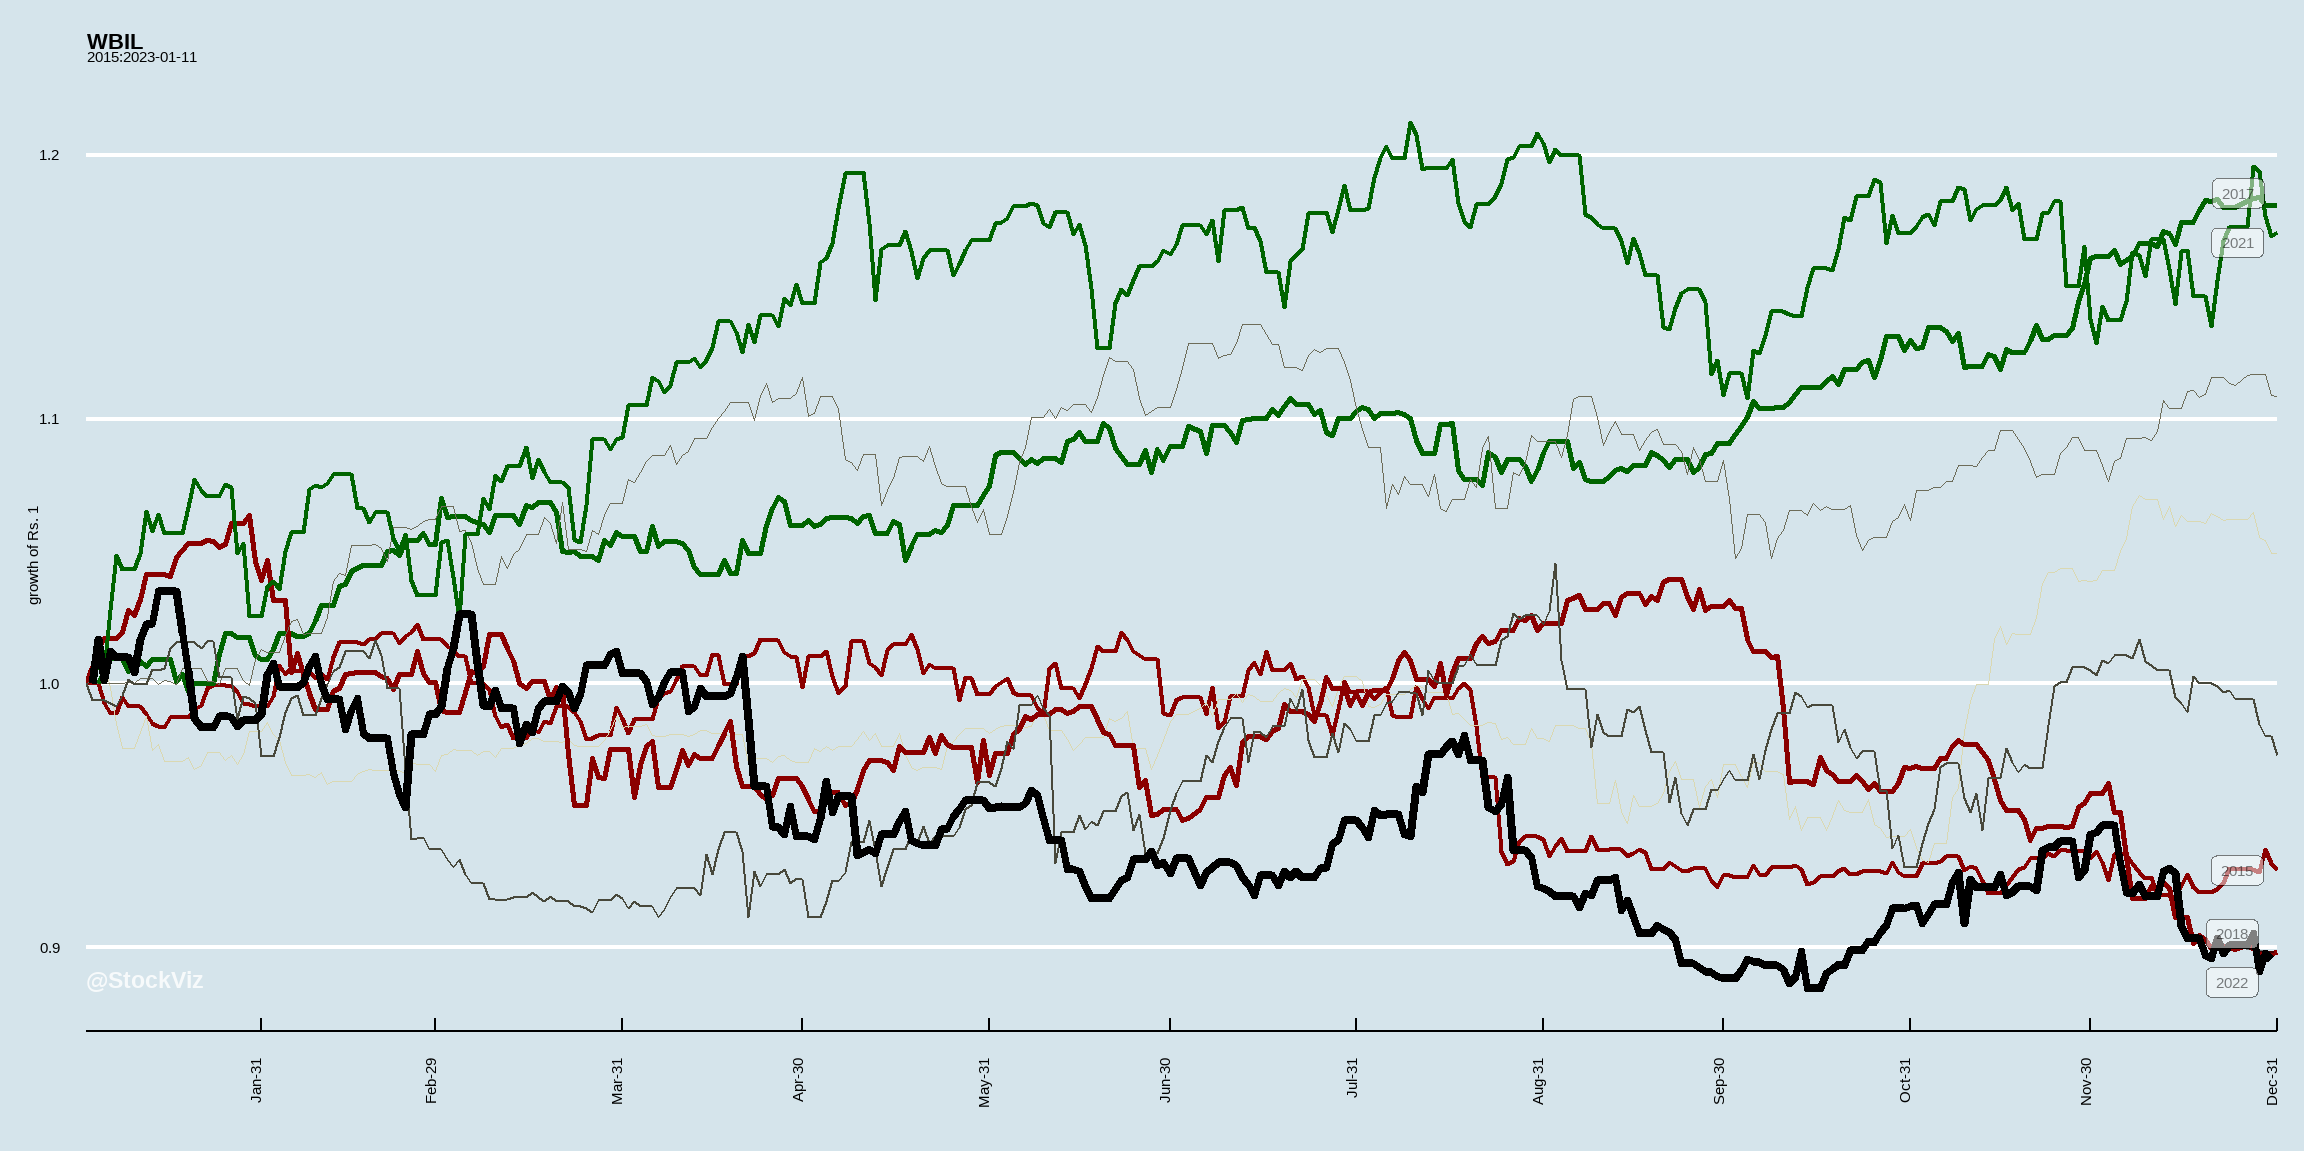 WBIL
2015:2023-01-11
growth of Rs. 1
1.2
1.1
1.0
0.9
2017
2021
2015
2018
2022
@StockViz
Jan-31
Feb-29
Mar-31
Apr-30
May-31
Jun-30
Jul-31
Aug-31
Sep-30
Oct-31
Nov-30
Dec-31